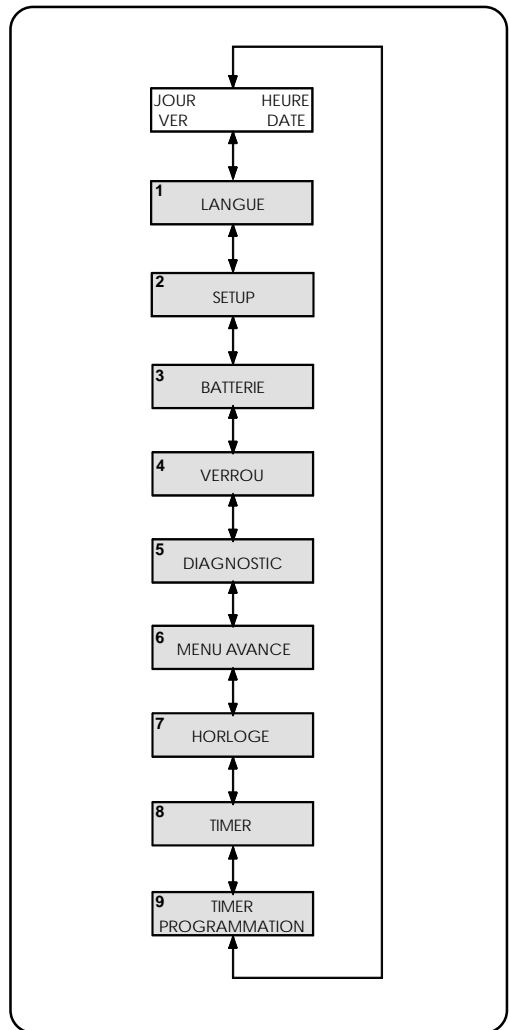 JOUR HEURE
VER DATE
1
LANGUE
2
SETUP
3
BATTERIE
4
VERROU
5
DIAGNOSTIC
6
MENU AVANCE
7
HORLOGE
8
TIMER
9
TIMER
PROGRAMMATION